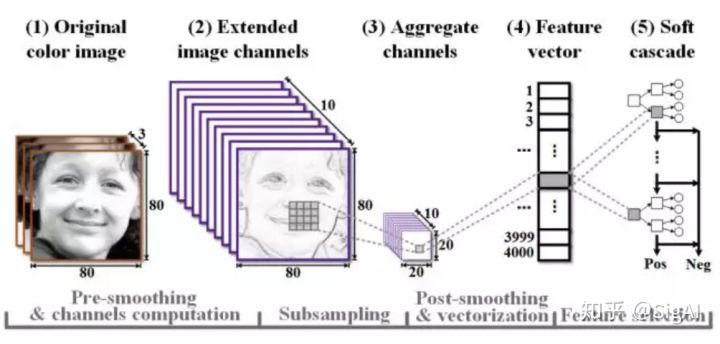 (1) Original
color image
(2) Extended
image channels
(3) Aggregate
channels
(4) Feature
vector
(5) Soft
cascade
3
80
80
10
80
80
10
20
20
1
2
3
...
...
3999
4000
Pos
Neg
Pre-smoothing
& channels computation
Subsampling
Post-smoothing
& vectorization
Feature selection
知乎 @SigAI